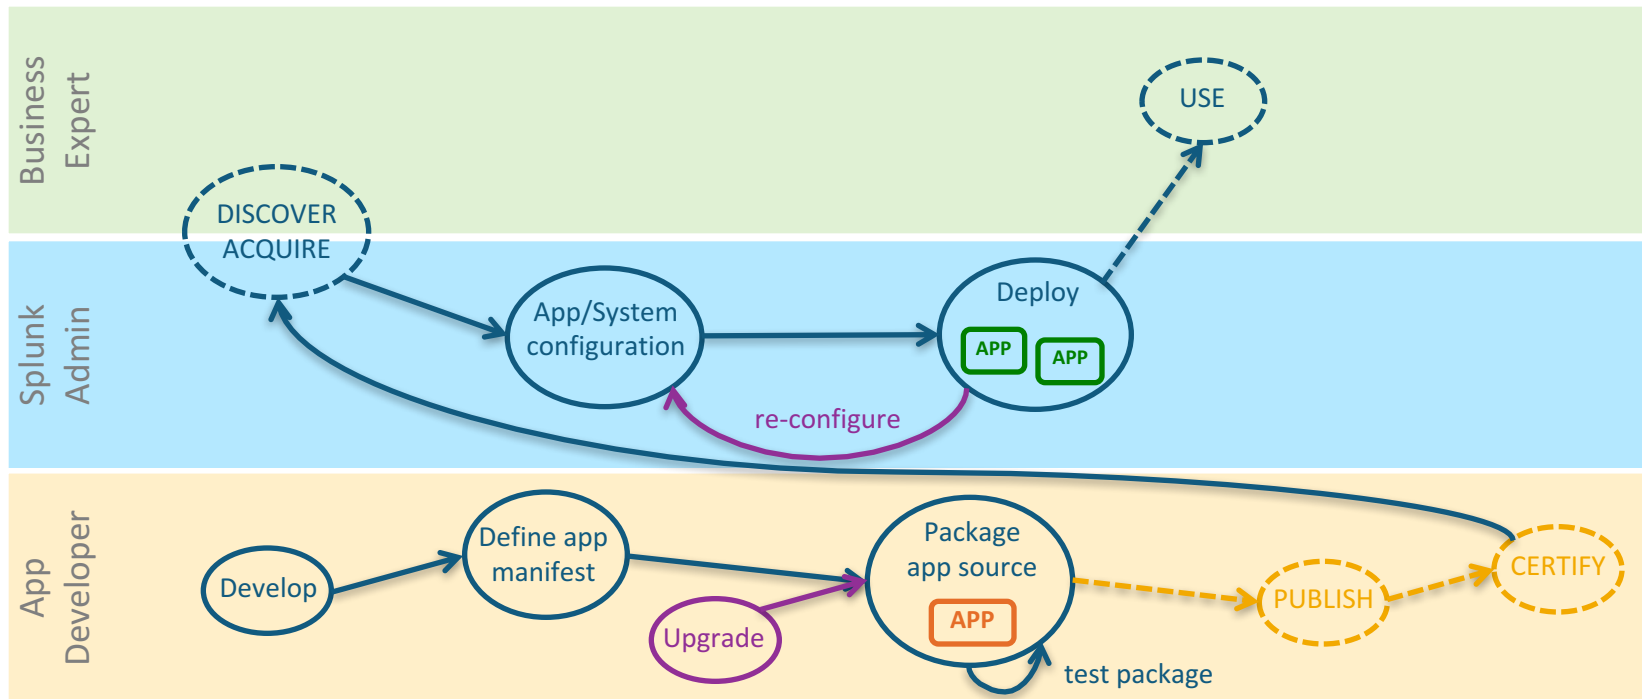 Business
Expert
USE
DISCOVER
ACQUIRE
Splunk
Admin
App/System
configuration
Deploy
APP
APP
re-configure
App
Developer
Develop
Define app
manifest
Upgrade
Package
app source
APP
test package
PUBLISH
CERTIFY